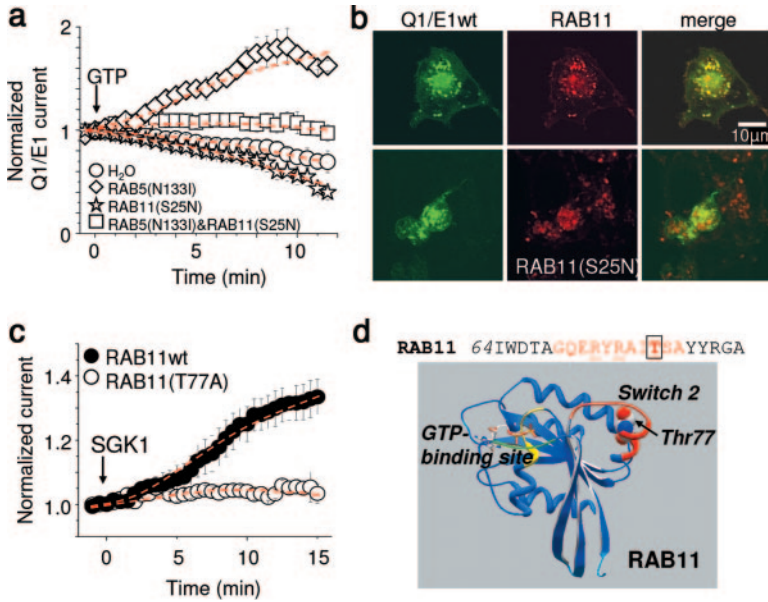 a
Normalized
Q1/E1 current
2
1
0
GTP
H₂O
RAB5(N133I)
RAB11(S25N)
RAB5(N133I)&RAB11(S25N)
0 5 10
Time (min)
b
Q1/E1wt RAB11 merge
10μm
RAB11(S25N)
c
Normalized current
1.4
1.2
1.0
RAB11wt
RAB11(T77A)
SGK1
0 5 10 15
Time (min)
d
RAB11 64IWDTAGQERYRAITSAYYRGA
Switch 2
GTP-
binding site
Thr77
RAB11